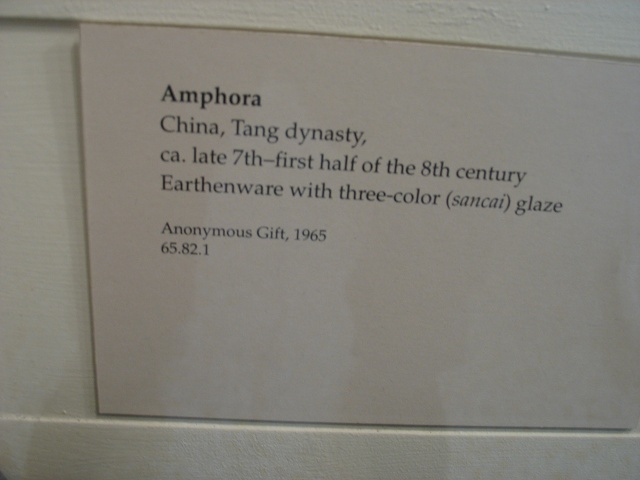 Amphora
China, Tang dynasty,
ca. late 7th–first half of the 8th century
Earthenware with three-color (sancai) glaze
Anonymous Gift, 1965
65.82.1